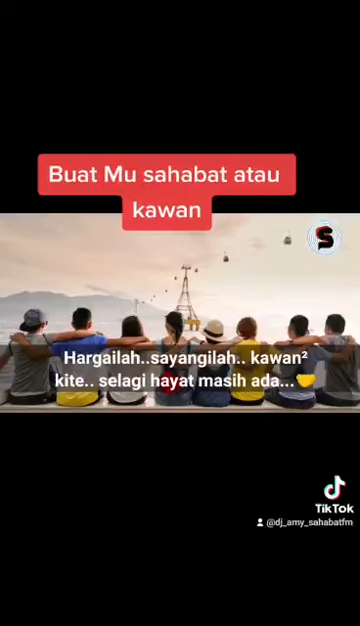 Buat Mu sahabat atau
kawan
S
Hargailah..sayangilah.. kawan²
kite.. selagi hayat masih ada...🤝
TikTok
@dj_amy_sahabatfm